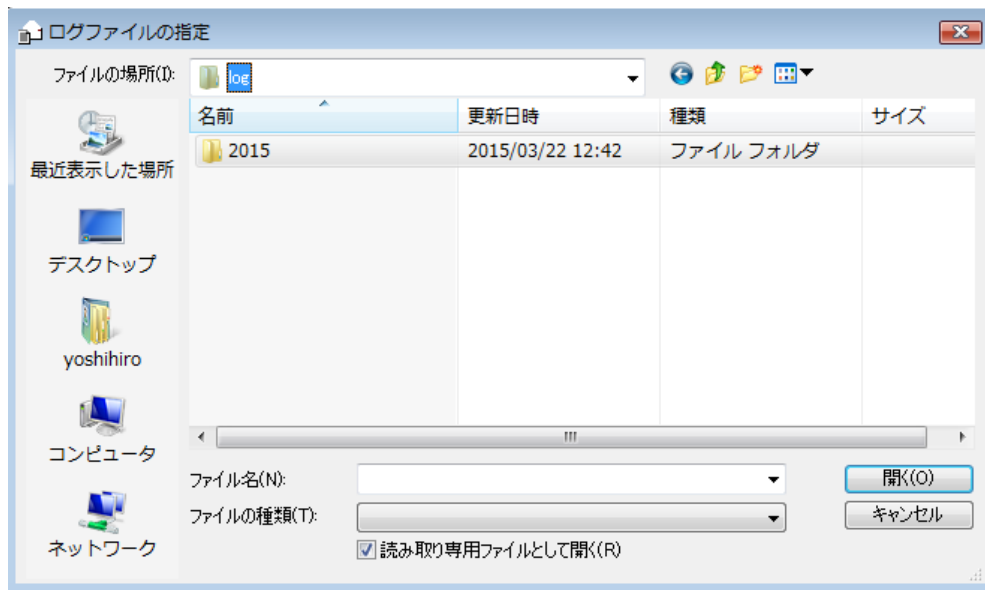 ログファイルの指定
ファイルの場所(I): log
名前 更新日時 種類 サイズ
2015 2015/03/22 12:42 ファイル フォルダ
最近表示した場所
デスクトップ
yoshihiro
コンピュータ
ネットワーク
ファイル名(N): 開く(O)
ファイルの種類(T): キャンセル
読み取り専用ファイルとして開く(R)